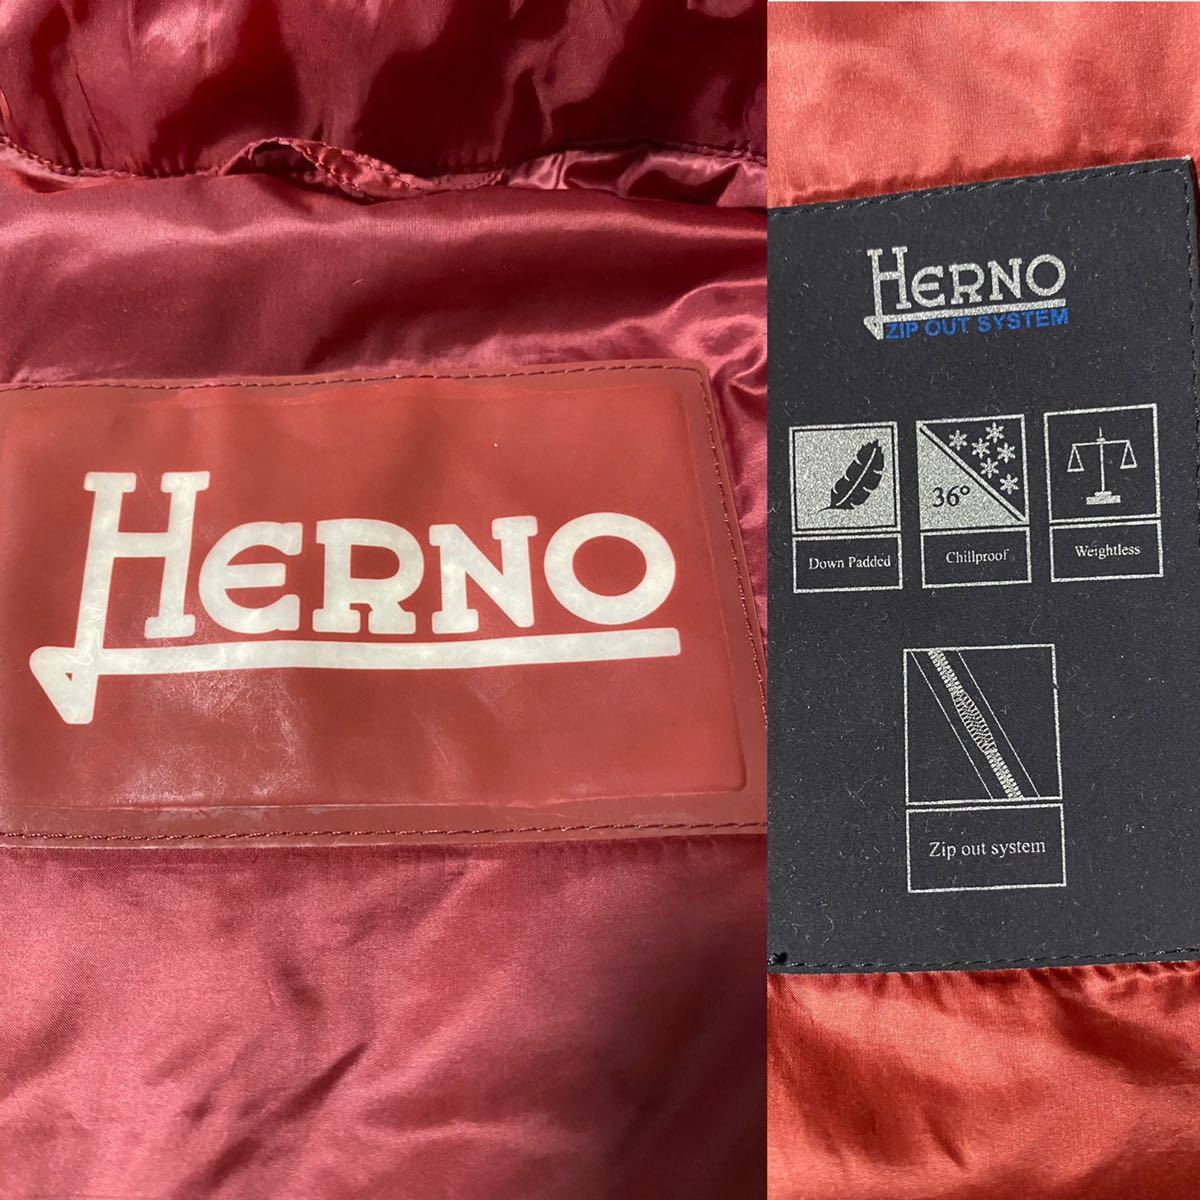 HERNO
HERNO
ZIP OUT SYSTEM
36°
Down Padded
Chillproof
Weightless
Zip out system